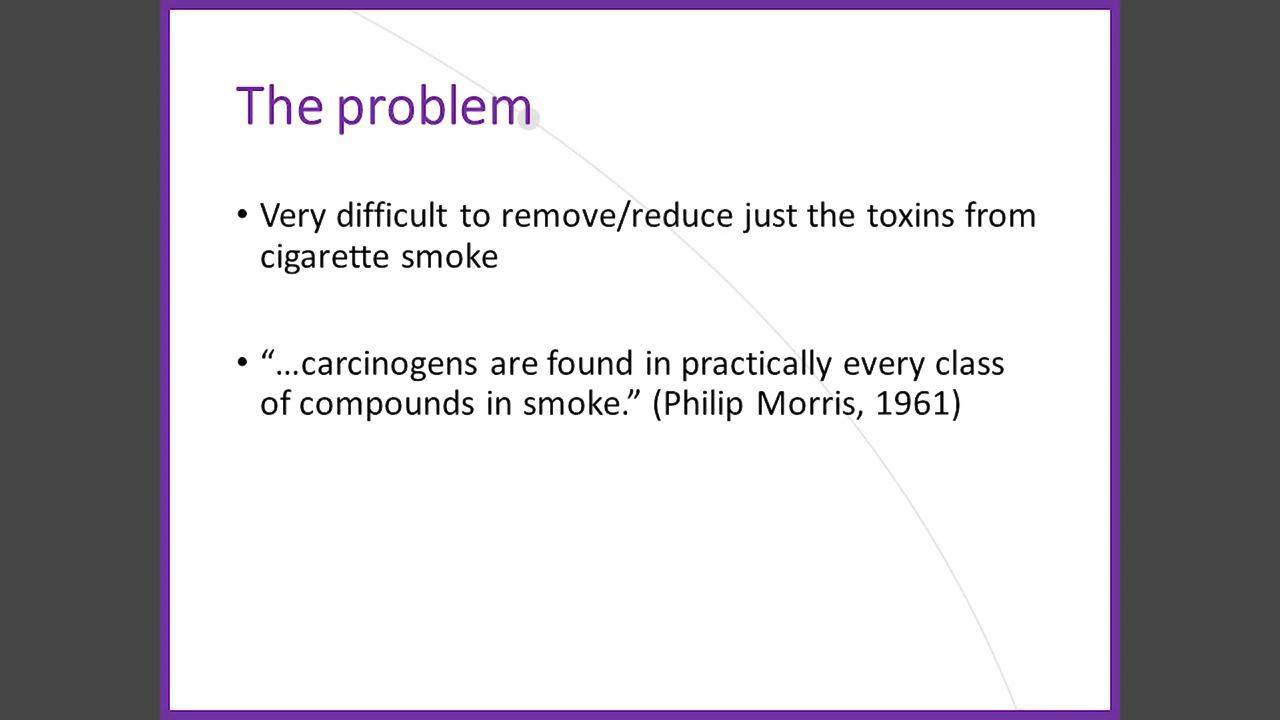 The problem
• Very difficult to remove/reduce just the toxins from
cigarette smoke
• “…carcinogens are found in practically every class
of compounds in smoke.” (Philip Morris, 1961)